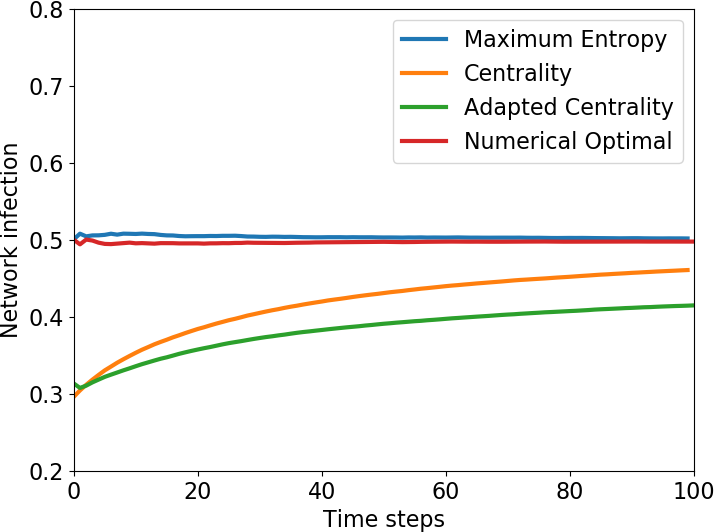 Maximum Entropy
Centrality
Adapted Centrality
Numerical Optimal
Network infection
0.8
0.7
0.6
0.5
0.4
0.3
0.2
0 20 40 60 80 100
Time steps